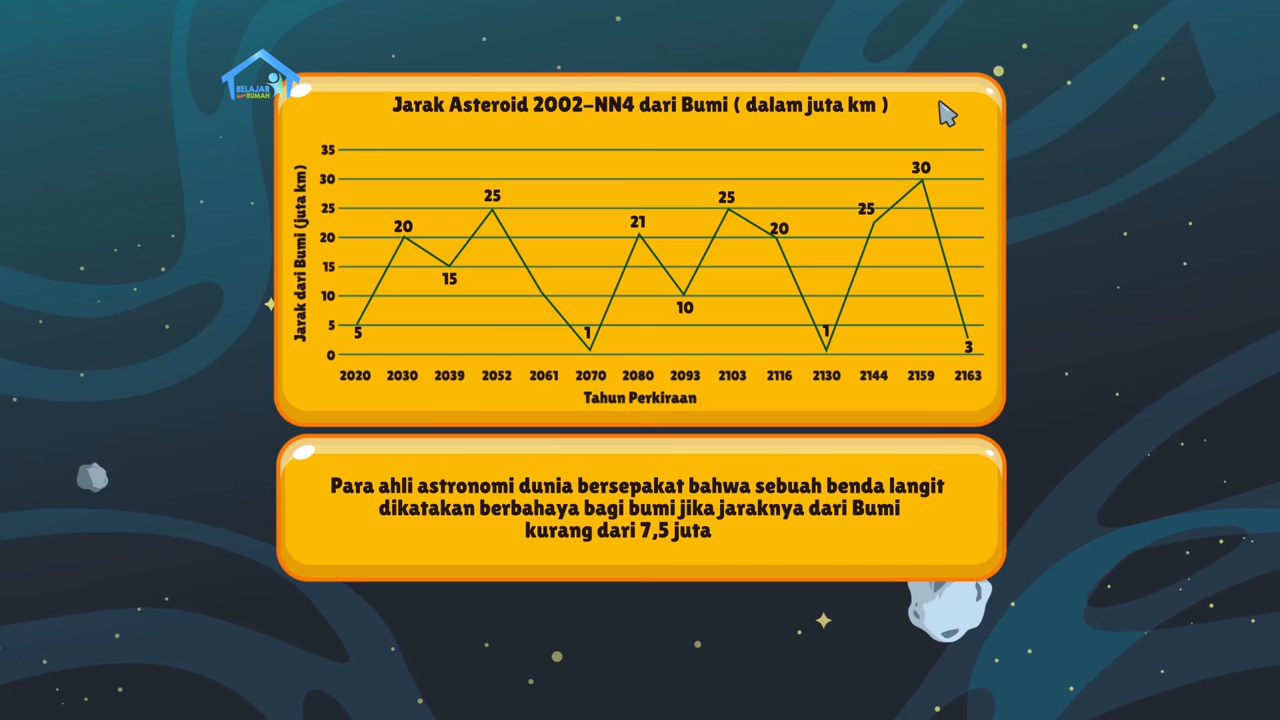 BELAJAR
dari RUMAH
Jarak Asteroid 2002-NN4 dari Bumi ( dalam juta km )
Jarak dari Bumi (juta km)
35
30
25
20
15
10
5
0
5
20
15
25
1
21
10
25
20
1
25
30
3
2020 2030 2039 2052 2061 2070 2080 2093 2103 2116 2130 2144 2159 2163
Tahun Perkiraan
Para ahli astronomi dunia bersepakat bahwa sebuah benda langit
dikatakan berbahaya bagi bumi jika jaraknya dari Bumi
kurang dari 7,5 juta